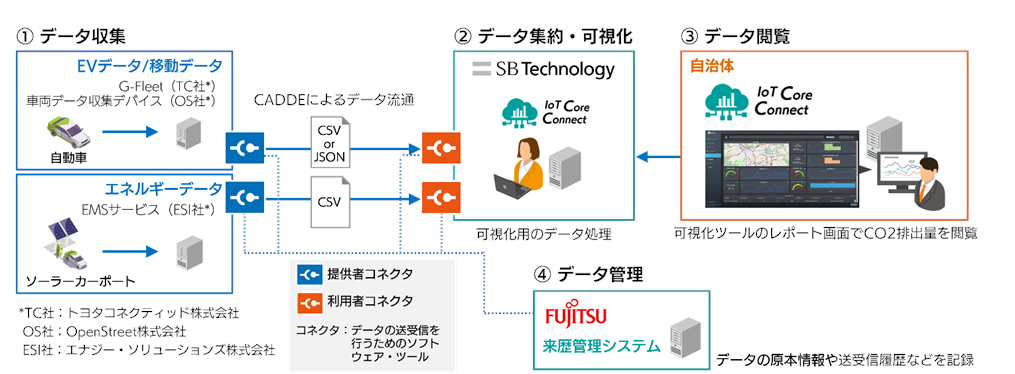 ① データ収集
EVデータ/移動データ
G-Fleet（TC社*）
車両データ収集デバイス（OS社*）
自動車
エネルギーデータ
EMSサービス（ESI社*）
ソーラーカーポート
*TC社：トヨタコネクティッド株式会社
OS社：OpenStreet株式会社
ESI社：エナジー・ソリューションズ株式会社
CADDEによるデータ流通
CSV
or
JSON
CSV
提供者コネクタ
利用者コネクタ
コネクタ：データの送受信を
行うためのソフト
ウェア・ツール
② データ集約・可視化
SB Technology
IoT Core
Connect
可視化用のデータ処理
③ データ閲覧
自治体
IoT Core
Connect
可視化ツールのレポート画面でCO2排出量を閲覧
④ データ管理
FUJITSU
来歴管理システム
データの原本情報や送受信履歴などを記録